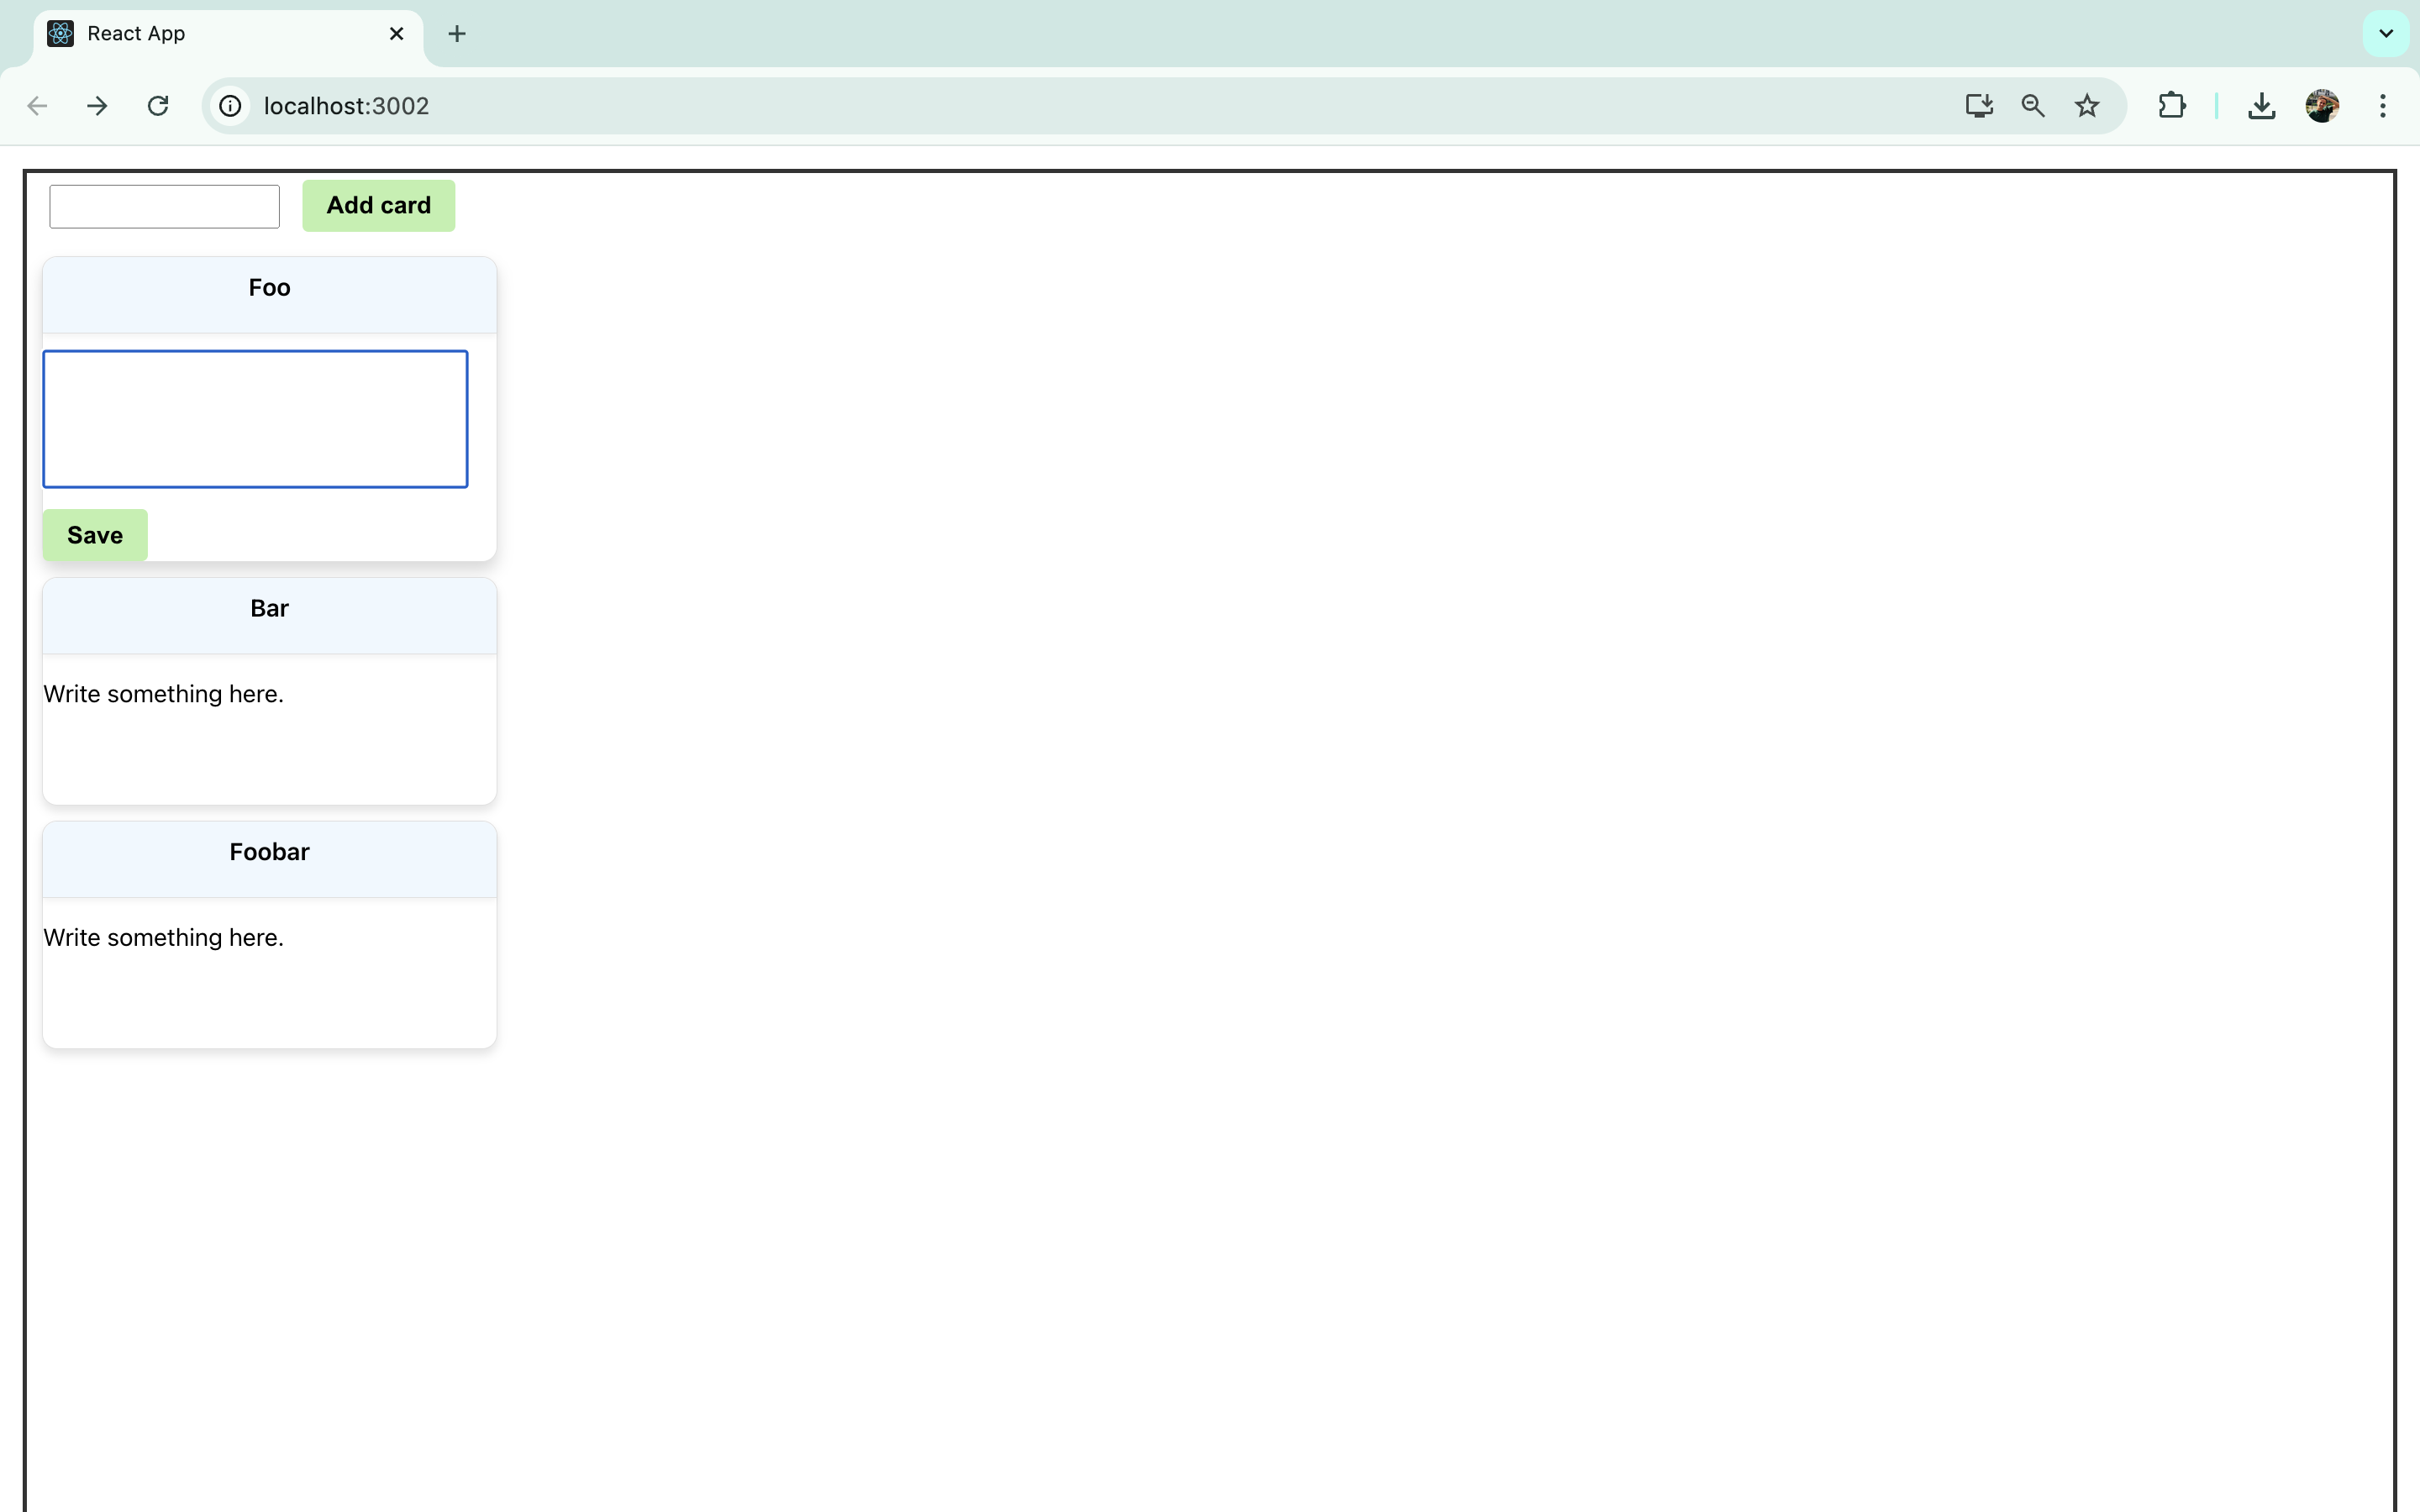 React App
localhost:3002
Add card
Foo
Save
Bar
Write something here.
Foobar
Write something here.